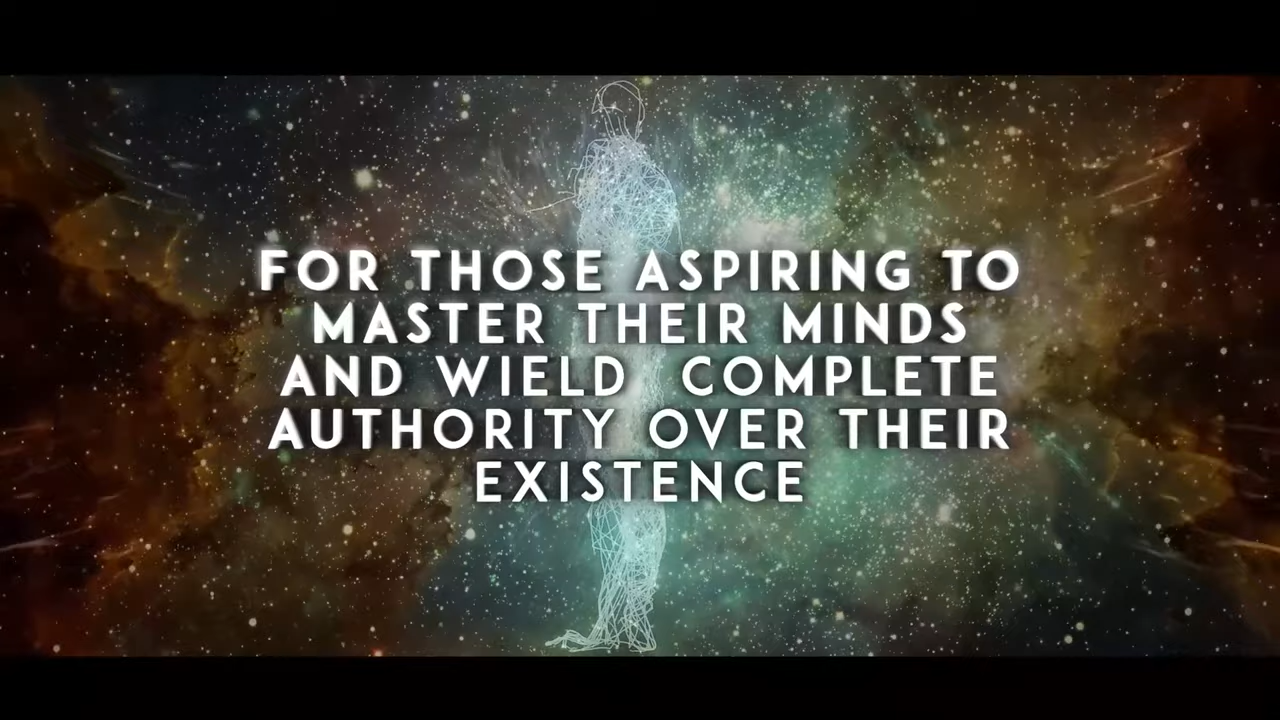 FOR THOSE ASPIRING TO
MASTER THEIR MINDS
AND WIELD  COMPLETE
AUTHORITY OVER THEIR
EXISTENCE